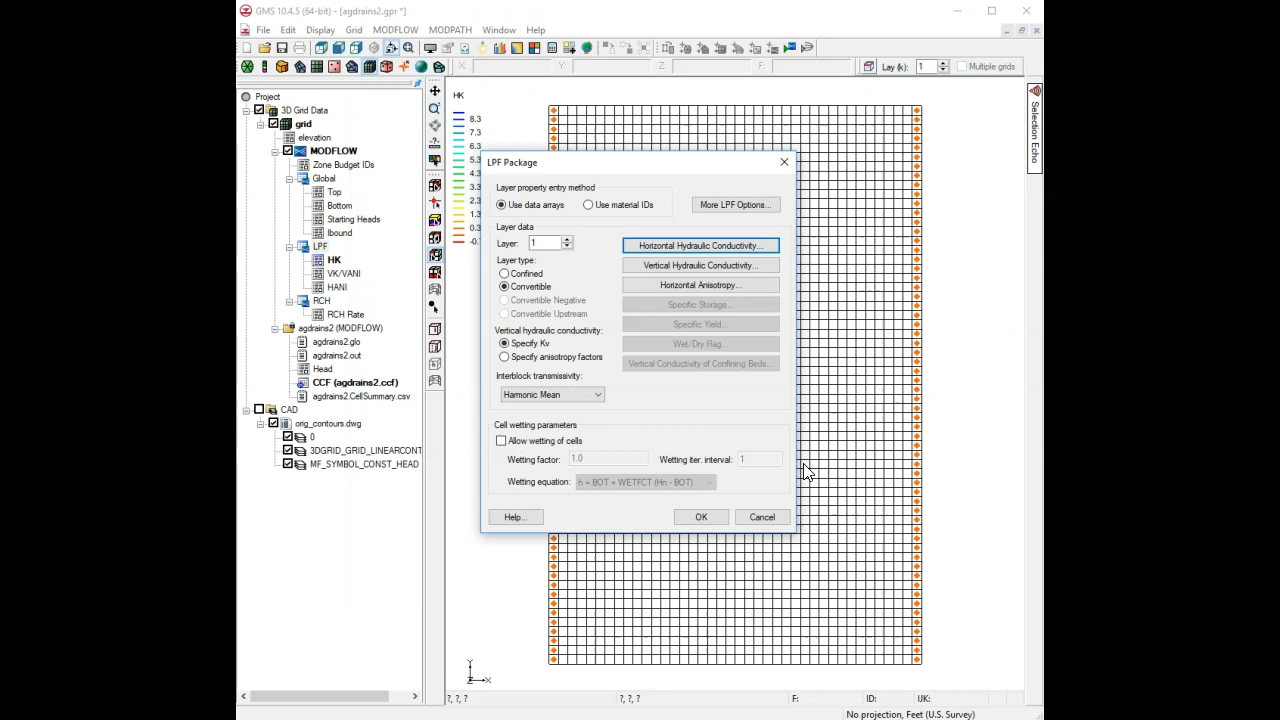 GMS 10.4.5 (64-bit) - [agdrains2.gpr *]
File Edit Display Grid MODFLOW MODPATH Window Help
X: Y: Z: F: Lay (k): 1 Multiple grids
Project
3D Grid Data
grid
elevation
MODFLOW
Zone Budget IDs
Global
Top
Bottom
Starting Heads
Ibound
LPF
HK
VK/VANI
HANI
RCH
RCH Rate
agdrains2 (MODFLOW)
agdrains2.glo
agdrains2.out
Head
CCF (agdrains2.ccf)
agdrains2.CellSummary.csv
CAD
orig_contours.dwg
0
3DGRID_GRID_LINEARCONT
MF_SYMBOL_CONST_HEAD
HK
8.3
7.3
6.3
5.3
4.3
3.3
2.3
1.3
0.3
LPF Package
Layer property entry method
Use data arrays Use material IDs More LPF Options...
Layer data
Layer: 1
Horizontal Hydraulic Conductivity...
Layer type:
Vertical Hydraulic Conductivity...
Confined
Convertible
Horizontal Anisotropy...
Convertible Negative
Specific Storage...
Convertible Upstream
Specific Yield...
Vertical hydraulic conductivity:
Specify Kv
Wet/Dry Flag...
Specify anisotropy factors
Vertical Conductivity of Confining Beds...
Interblock transmissivity:
Harmonic Mean
Cell wetting parameters
Allow wetting of cells
Wetting factor: 1.0 Wetting iter. interval: 1
Wetting equation: h = BOT + WETFCT (Hn - BOT)
Help... OK Cancel
Selection Echo
Y
Z X
?, ?, ? ?, ?, ? F: ID: IJK:
No projection, Feet (U.S. Survey)